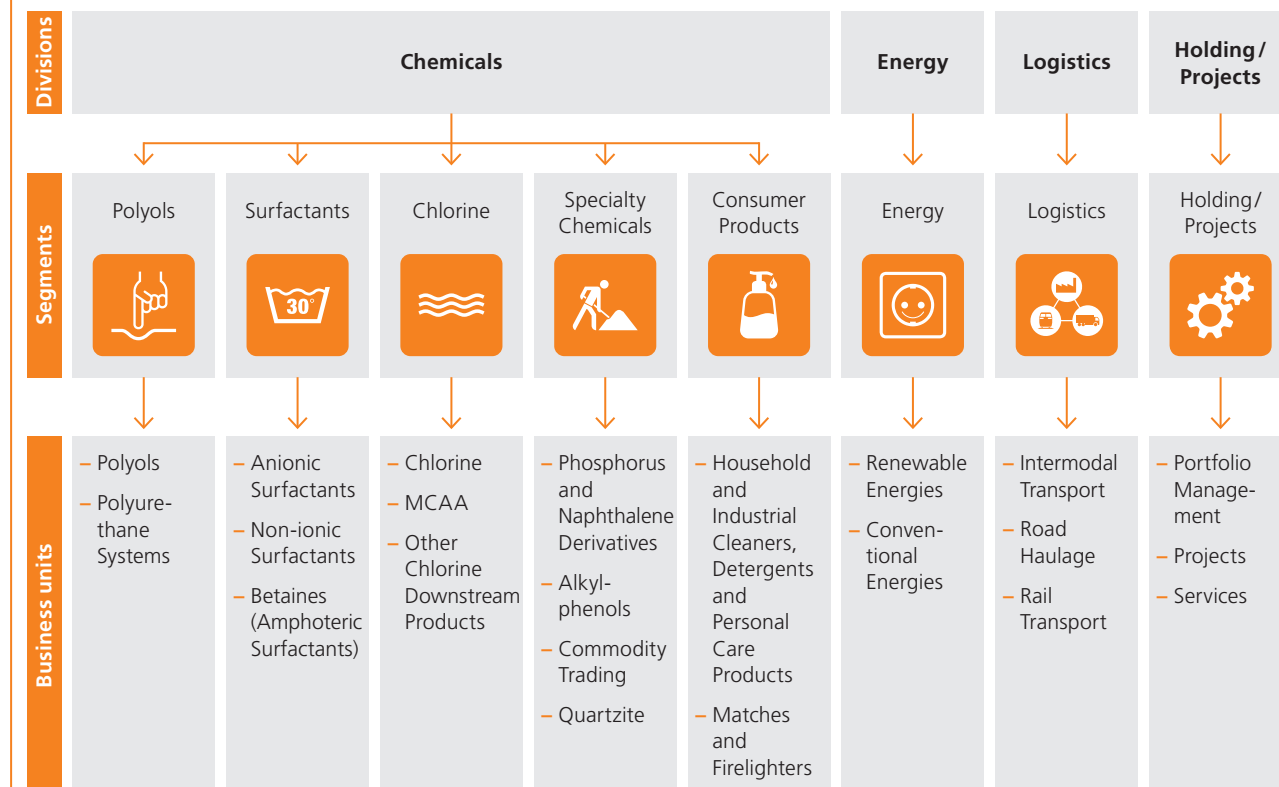 Divisions
Chemicals
Energy
Logistics
Holding/
Projects
Segments
Polyols
Surfactants
30°
Chlorine
Specialty
Chemicals
Consumer
Products
Energy
Logistics
Holding/
Projects
Business units
– Polyols
– Polyure-
thane
Systems
– Anionic
Surfactants
– Non-ionic
Surfactants
– Betaines
(Amphoteric
Surfactants)
– Chlorine
– MCAA
– Other
Chlorine
Downstream
Products
– Phosphorus
and
Naphthalene
Derivatives
– Alkyl-
phenols
– Commodity
Trading
– Quartzite
– Household
and
Industrial
Cleaners,
Detergents
and
Personal
Care
Products
– Matches
and
Firelighters
– Renewable
Energies
– Conven-
tional
Energies
– Intermodal
Transport
– Road
Haulage
– Rail
Transport
– Portfolio
Manage-
ment
– Projects
– Services